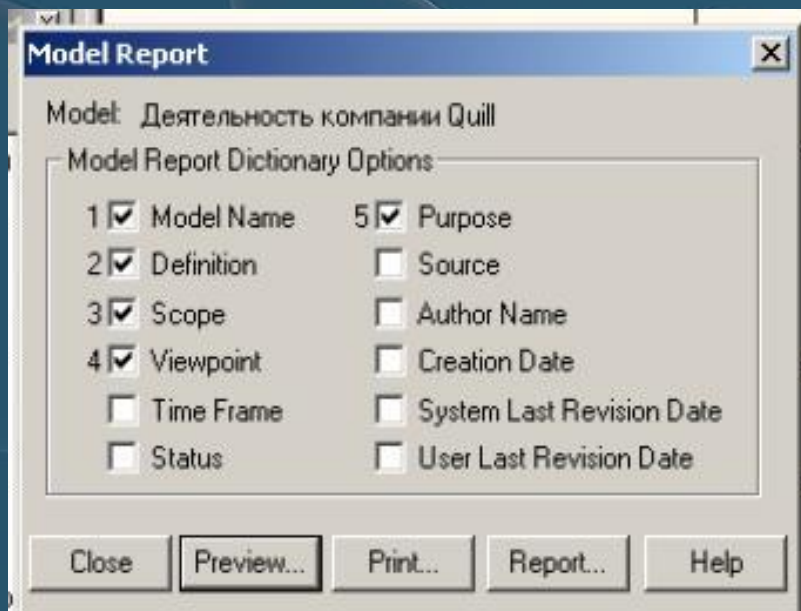 Model Report
Model: Деятельность компании Quill
Model Report Dictionary Options
1 Model Name
2 Definition
3 Scope
4 Viewpoint
Time Frame
Status
5 Purpose
Source
Author Name
Creation Date
System Last Revision Date
User Last Revision Date
Close Preview... Print... Report... Help